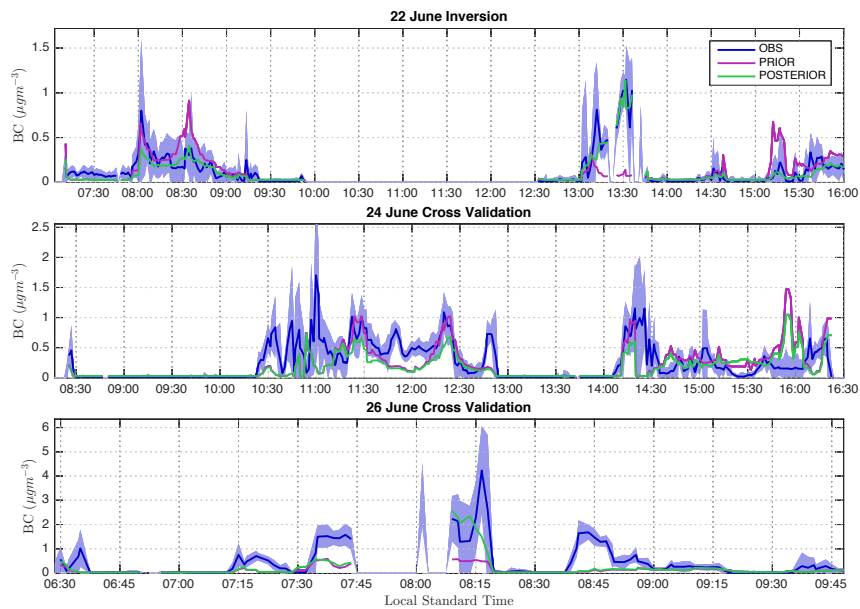 22 June Inversion
BC (μgm⁻³)
1.5
1
0.5
0
OBS
PRIOR
POSTERIOR
07:30 08:00 08:30 09:00 09:30 10:00 10:30 11:00 11:30 12:00 12:30 13:00 13:30 14:00 14:30 15:00 15:30 16:00
24 June Cross Validation
BC (μgm⁻³)
2.5
2
1.5
1
0.5
0
08:30 09:00 09:30 10:00 10:30 11:00 11:30 12:00 12:30 13:00 13:30 14:00 14:30 15:00 15:30 16:00 16:30
26 June Cross Validation
BC (μgm⁻³)
6
5
4
3
2
1
0
06:30 06:45 07:00 07:15 07:30 07:45 08:00 08:15 08:30 08:45 09:00 09:15 09:30 09:45
Local Standard Time